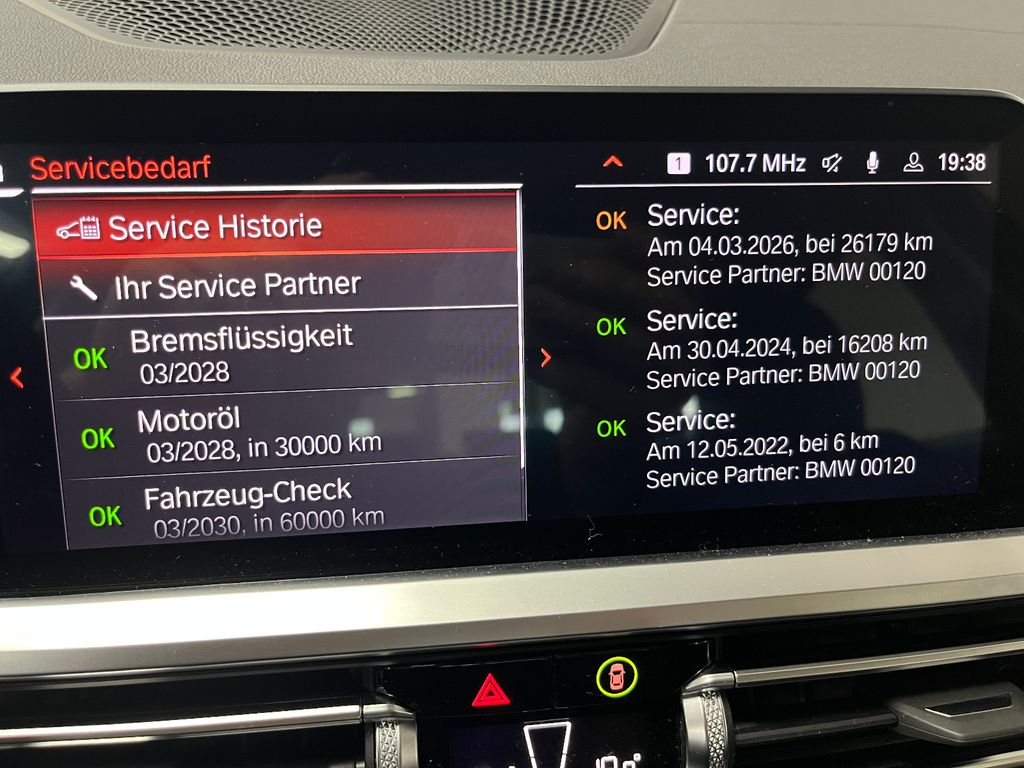 Servicebedarf
1 107.7 MHz 19:38
Service Historie
Ihr Service Partner
OK Bremsflüssigkeit
03/2028
OK Motoröl
03/2028, in 30000 km
OK Fahrzeug-Check
03/2030, in 60000 km
OK Service:
Am 04.03.2026, bei 26179 km
Service Partner: BMW 00120
OK Service:
Am 30.04.2024, bei 16208 km
Service Partner: BMW 00120
OK Service:
Am 12.05.2022, bei 6 km
Service Partner: BMW 00120